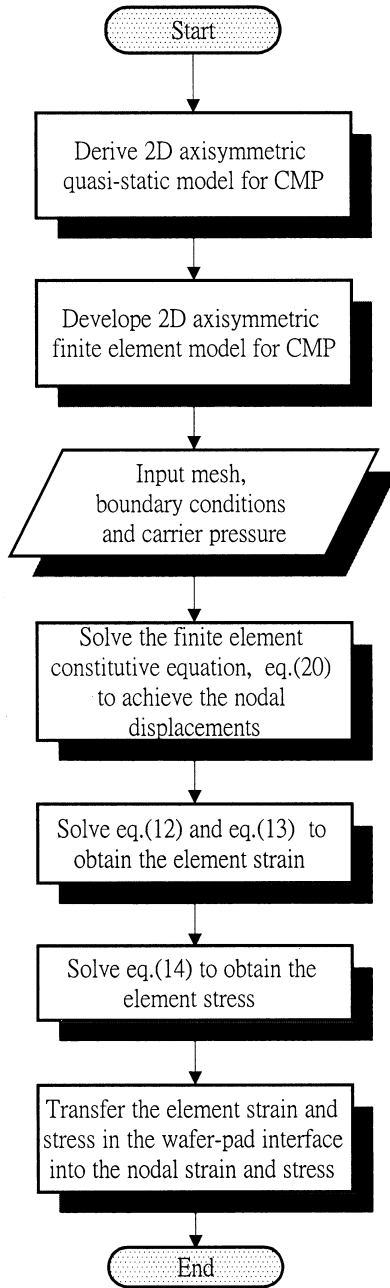 Start
Derive 2D axisymmetric
quasi-static model for CMP
Develope 2D axisymmetric
finite element model for CMP
Input mesh,
boundary conditions
and carrier pressure
Solve the finite element
constitutive equation, eq.(20)
to achieve the nodal
displacements
Solve eq.(12) and eq.(13) to
obtain the element strain
Solve eq.(14) to obtain the
element stress
Transfer the element strain and
stress in the wafer-pad interface
into the nodal strain and stress
End